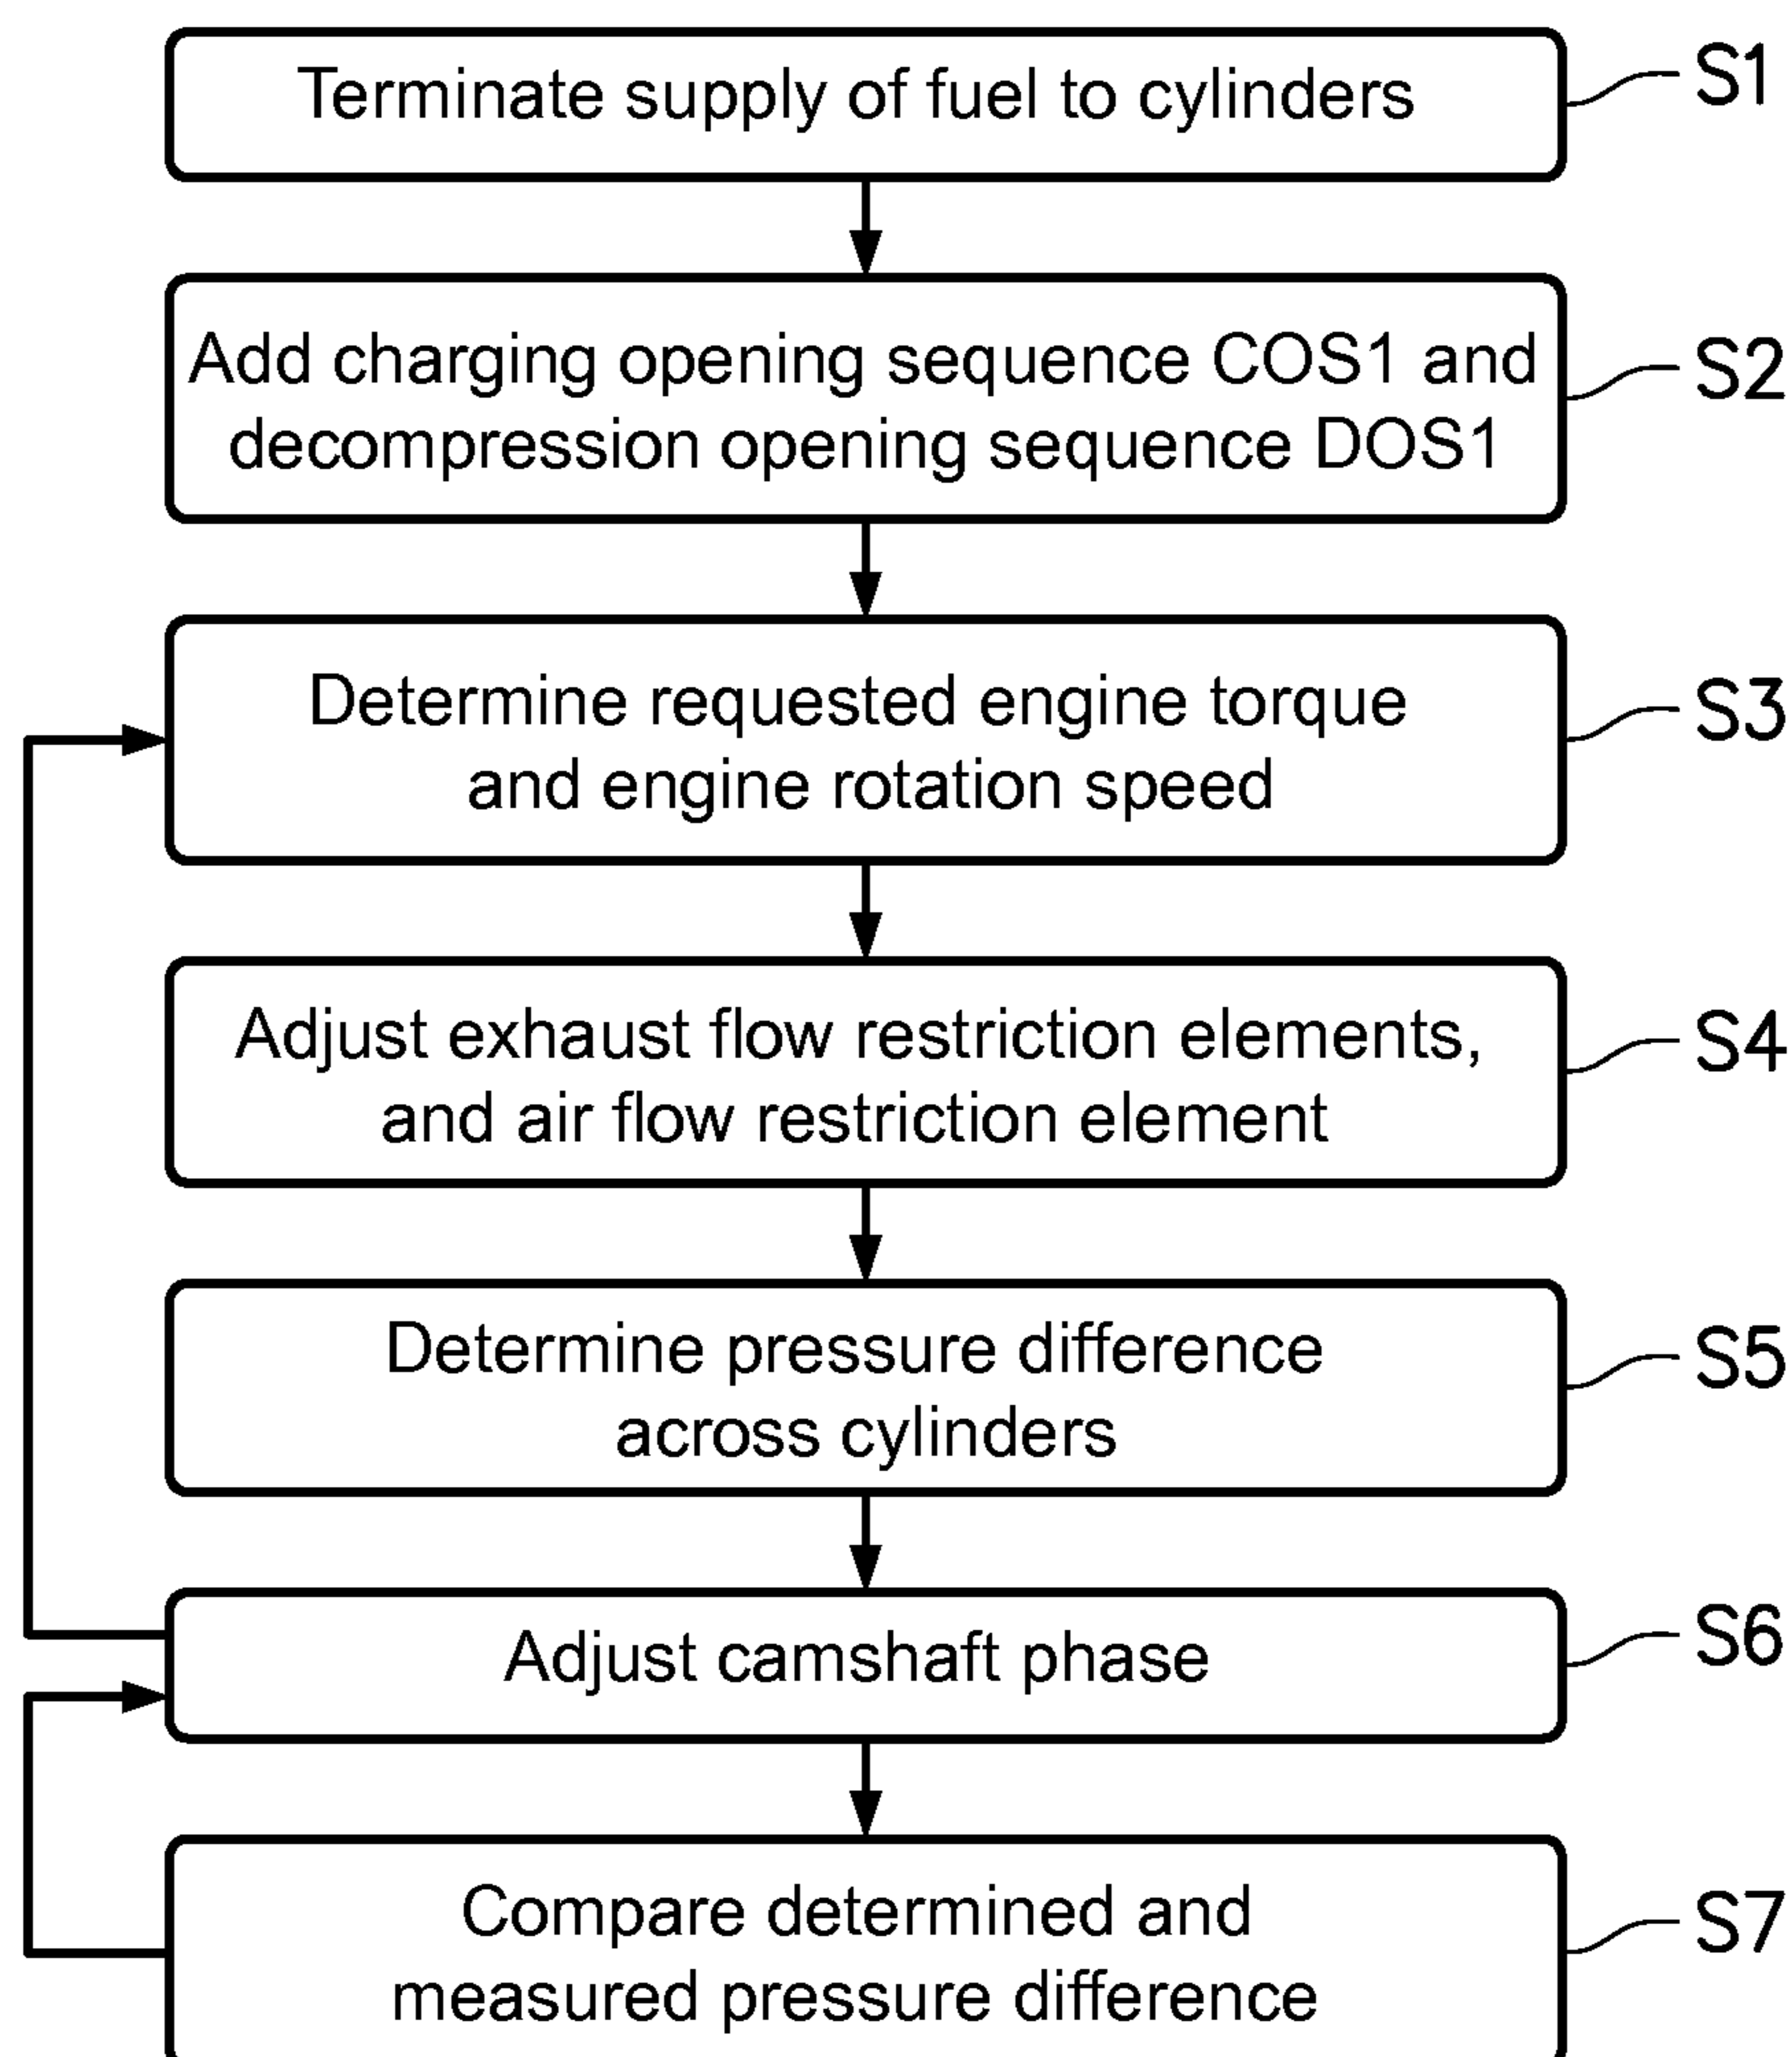 Terminate supply of fuel to cylinders
S1
Add charging opening sequence COS1 and
decompression opening sequence DOS1
S2
Determine requested engine torque
and engine rotation speed
S3
Adjust exhaust flow restriction elements,
and air flow restriction element
S4
Determine pressure difference
across cylinders
S5
Adjust camshaft phase
S6
Compare determined and
measured pressure difference
S7